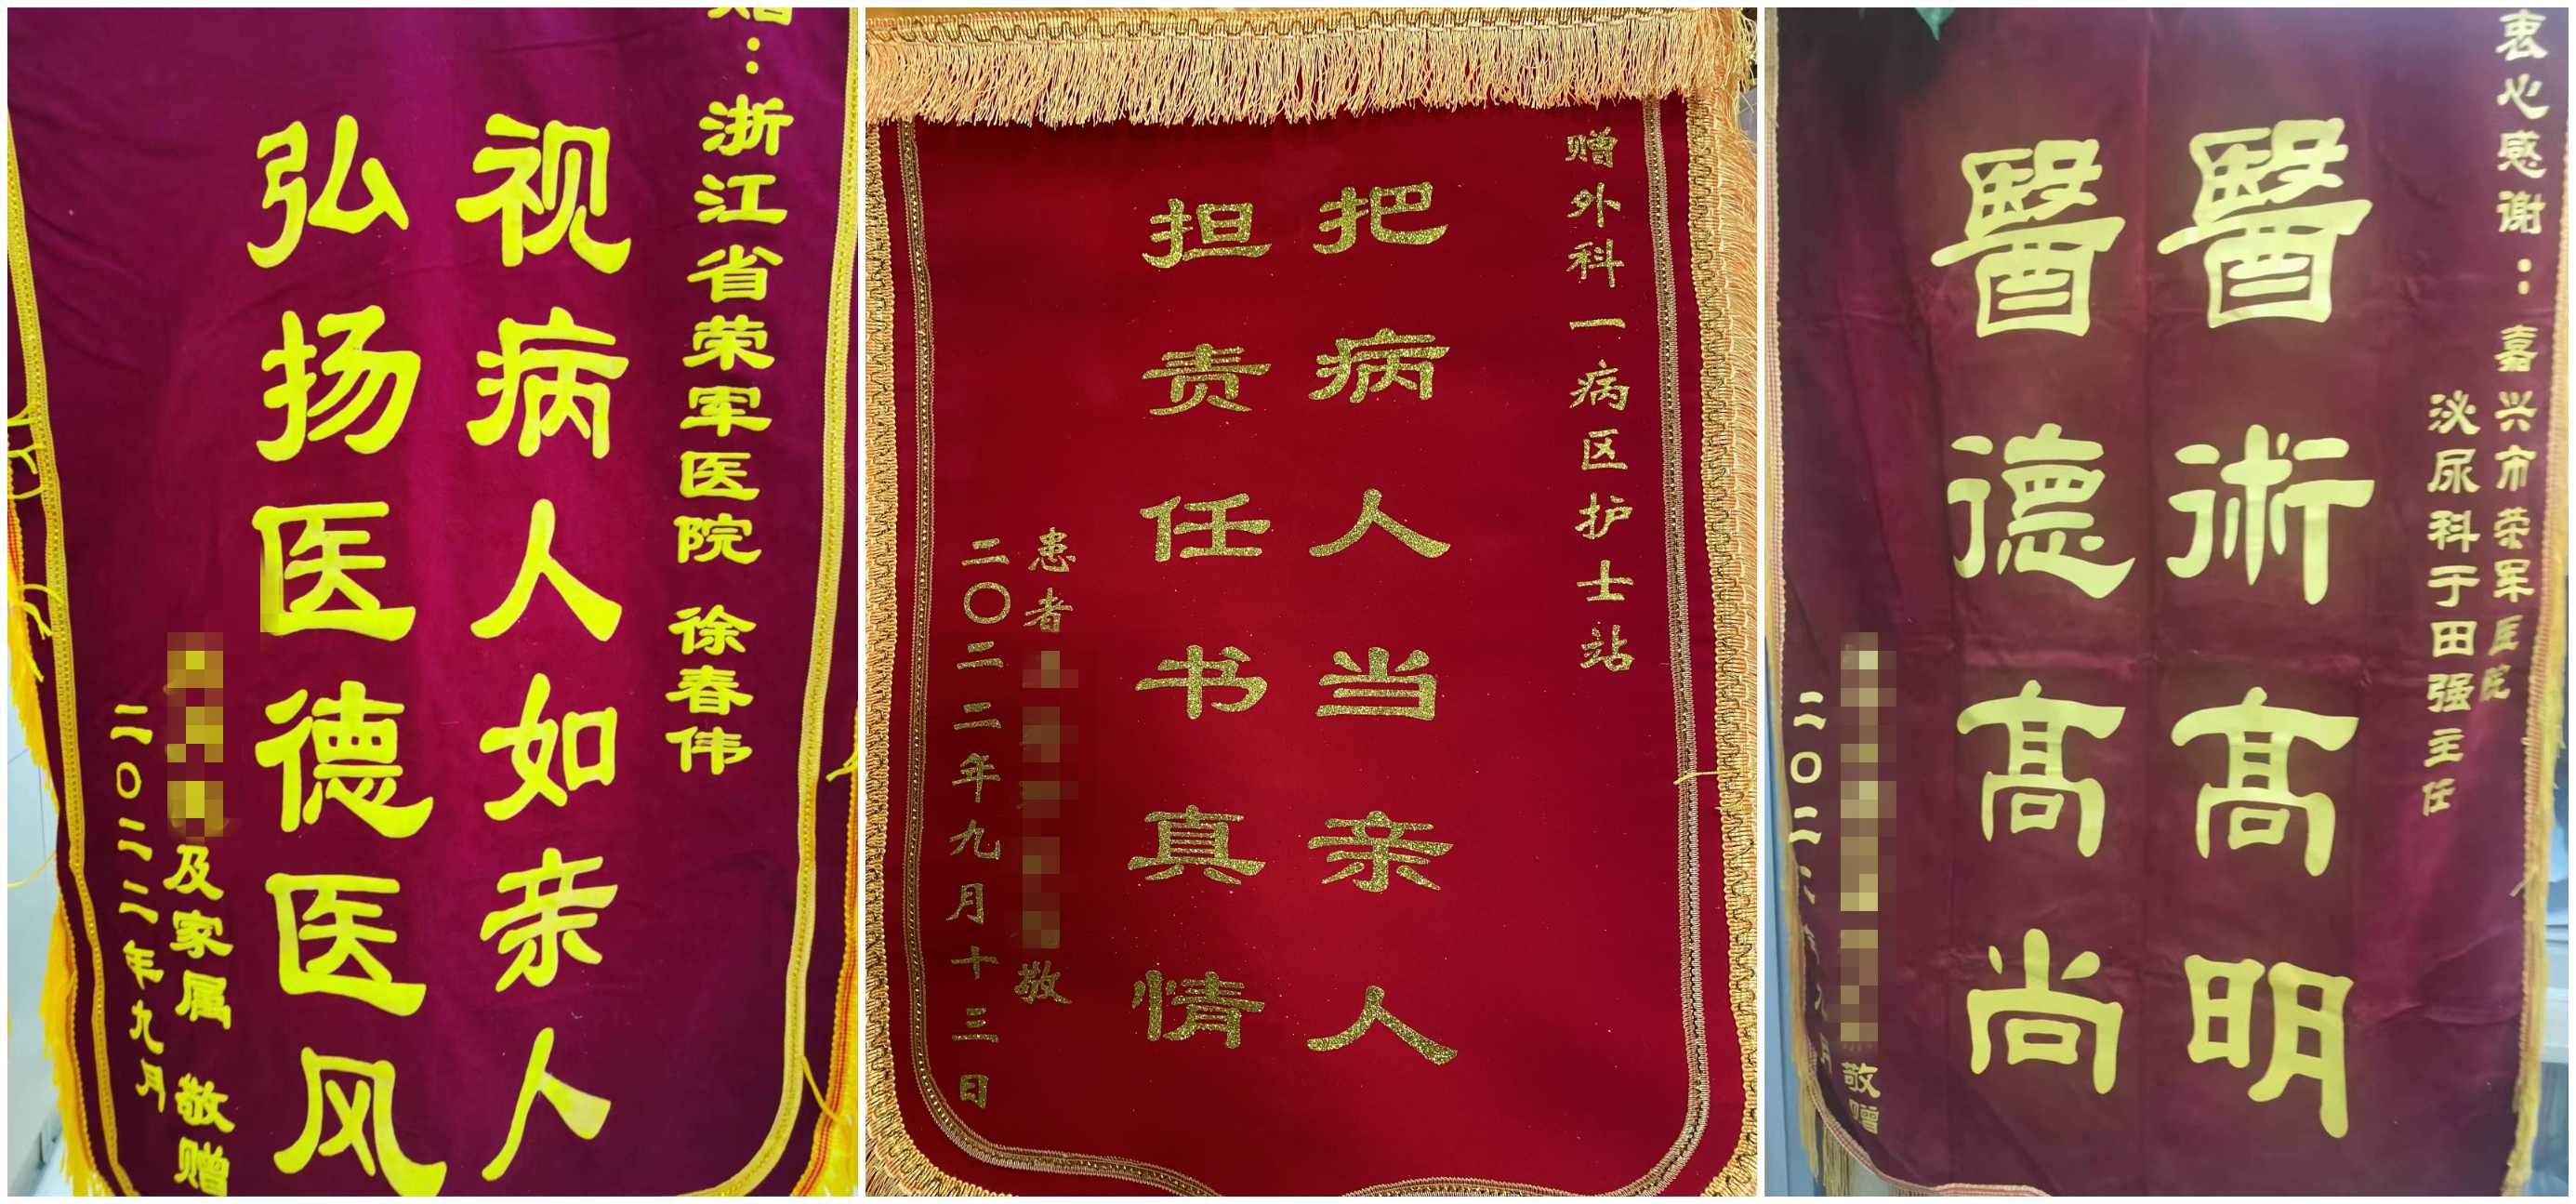 ：浙江省荣军医院 徐春伟
视病人如亲人
弘扬医德医风
及家属 敬赠
二〇二二年九月
赠外科一病区护士站
把病人当亲人
担责任书真情
患者
敬
二〇二二年九月十三日
衷心感谢：嘉兴市荣军医院
泌尿科于田强主任
醫術高明
醫德高尚
敬赠
二〇二
月